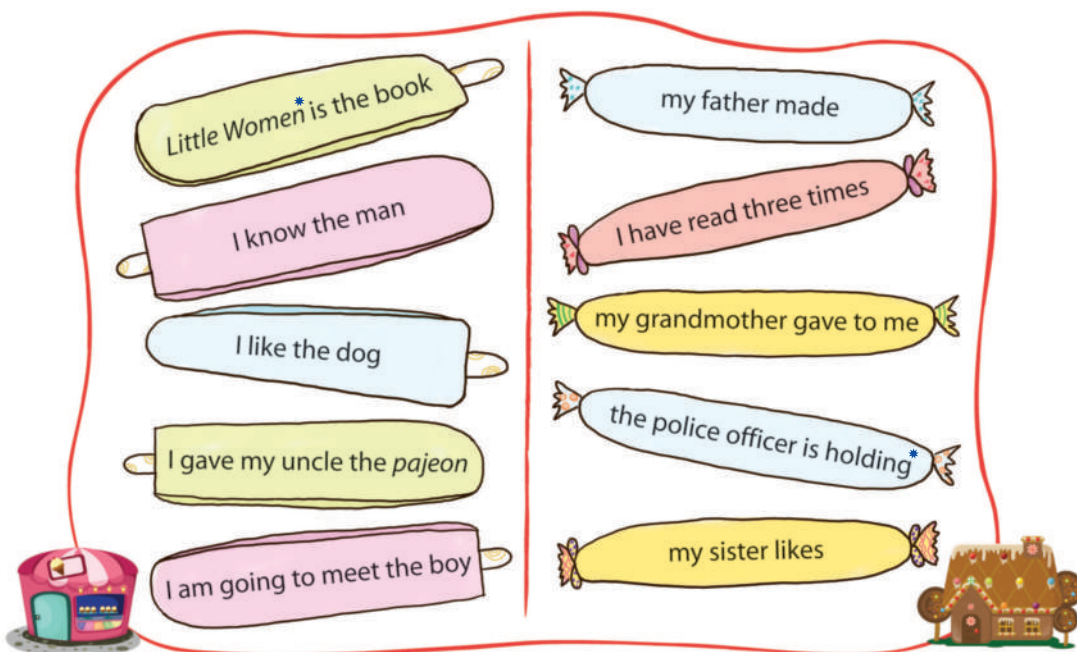 Little Women* is the book
I know the man
I like the dog
I gave my uncle the pajeon
I am going to meet the boy
my father made
I have read three times
my grandmother gave to me
the police officer is holding*
my sister likes